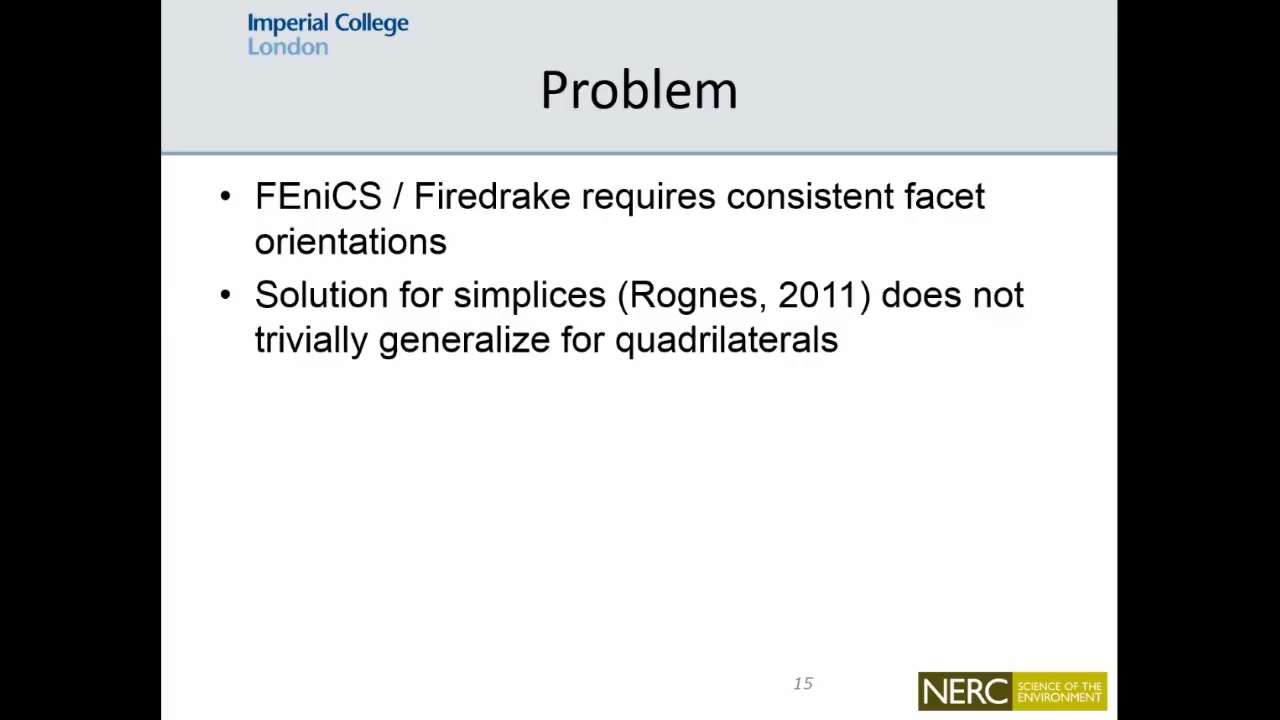 Imperial College
London
Problem
• FEniCS / Firedrake requires consistent facet
orientations
• Solution for simplices (Rognes, 2011) does not
trivially generalize for quadrilaterals
15
NERC SCIENCE OF THE
ENVIRONMENT